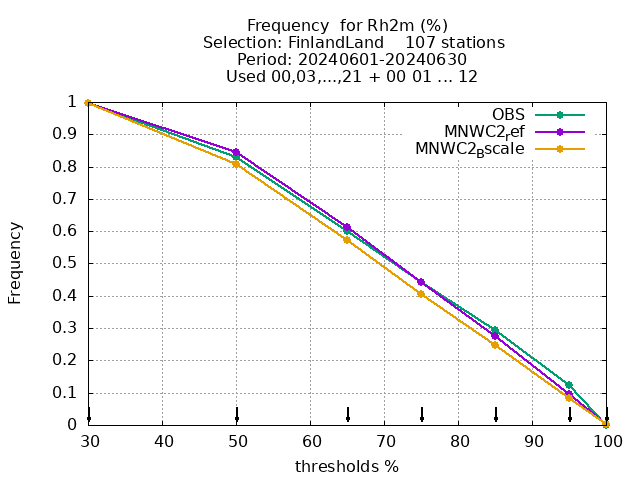 Frequency  for Rh2m (%)
Selection: FinlandLand    107 stations
Period: 20240601-20240630
Used 00,03,...,21 + 00 01 ... 12
OBS
MNWC2ref
MNWC2Bscale
1
0.9
0.8
0.7
0.6
0.5
0.4
0.3
0.2
0.1
0
Frequency
30 40 50 60 70 80 90 100
thresholds %